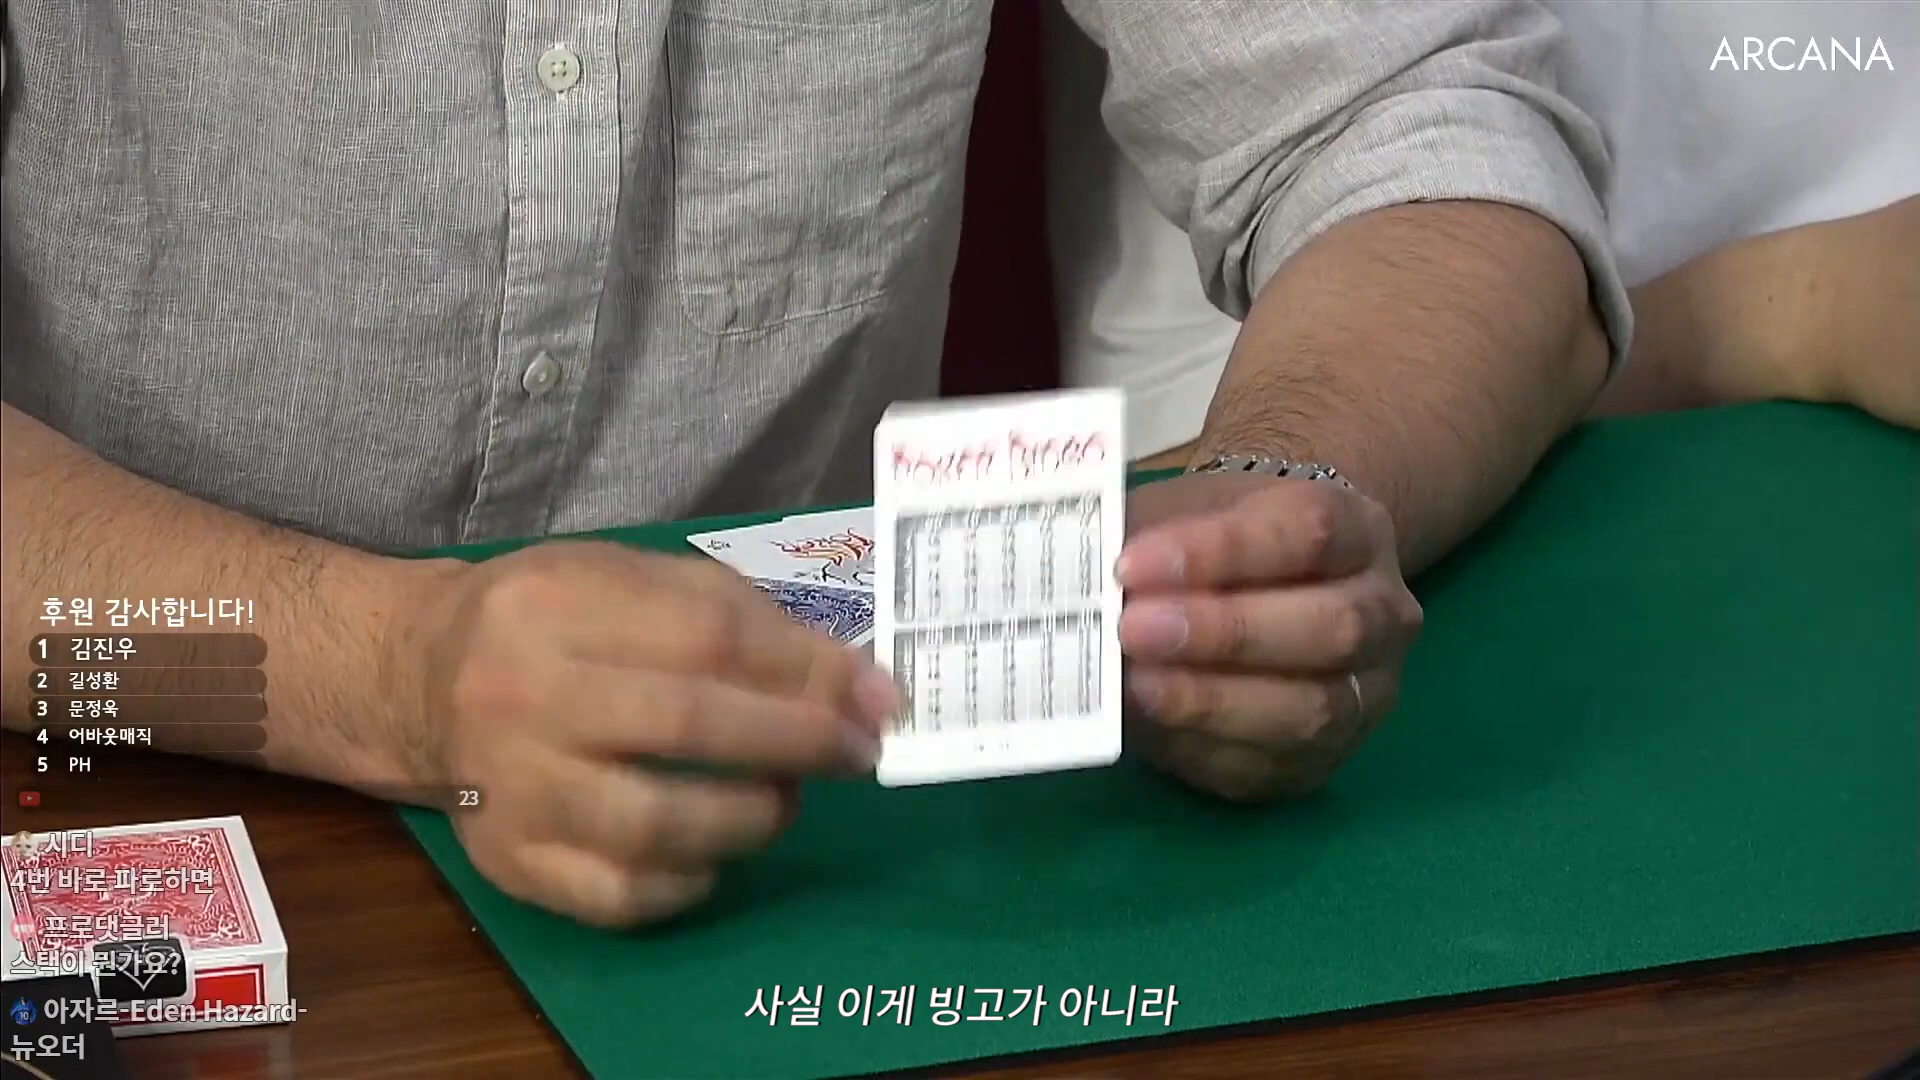 ARCANA
POKER BINGO
후원 감사합니다!
1 김진우
2 길성환
3 문정욱
4 어바웃매직
5 PH
23
시디
4번 바로 파로하면
프로댓글러
스택이 뭔가요?
아자르-Eden Hazard-
뉴오더
사실 이게 빙고가 아니라